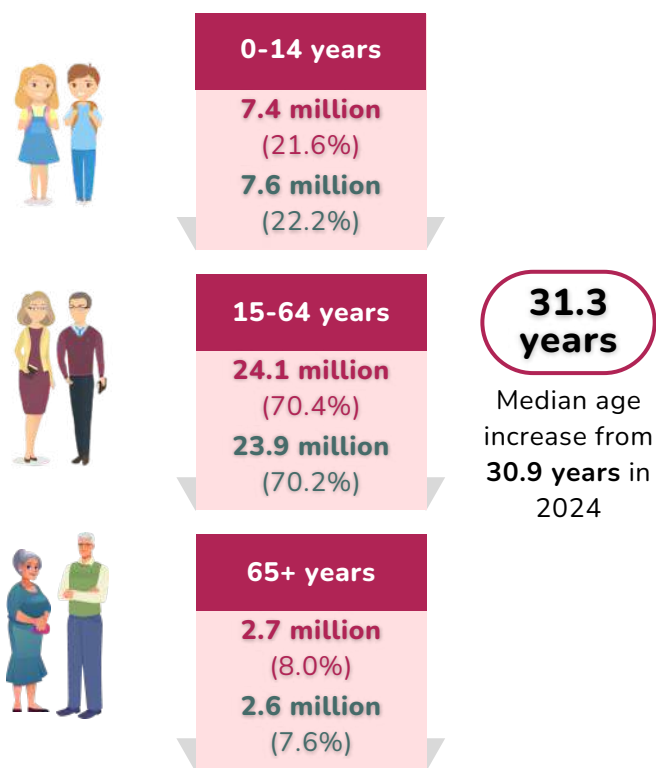 0-14 years
7.4 million
(21.6%)
7.6 million
(22.2%)
15-64 years
24.1 million
(70.4%)
23.9 million
(70.2%)
31.3
years
Median age
increase from
30.9 years in
2024
65+ years
2.7 million
(8.0%)
2.6 million
(7.6%)